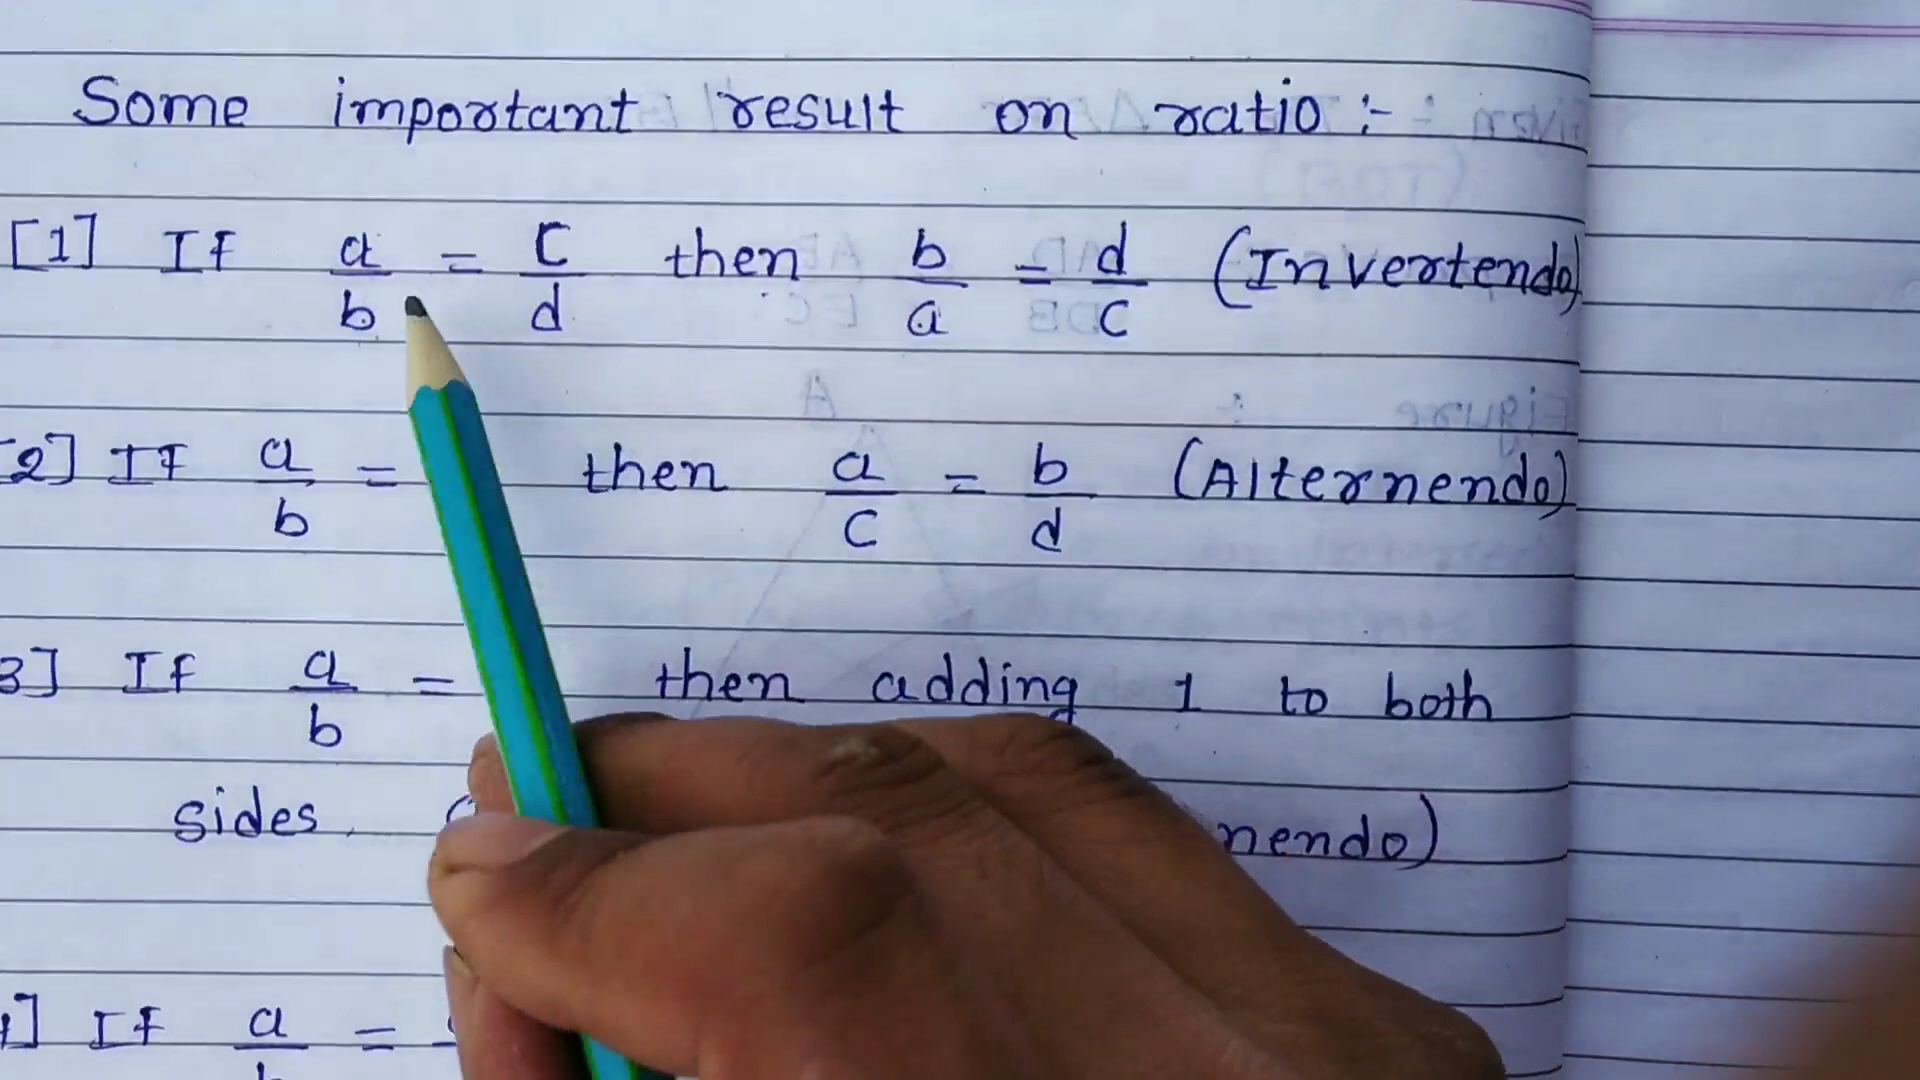 Some important result on ratio :-
[1] If a/b = c/d then b/a = d/c (Invertendo)
2] If a/b = then a/c = b/d (Alternendo)
3] If a/b = then adding 1 to both
sides nendo)
If a/b =